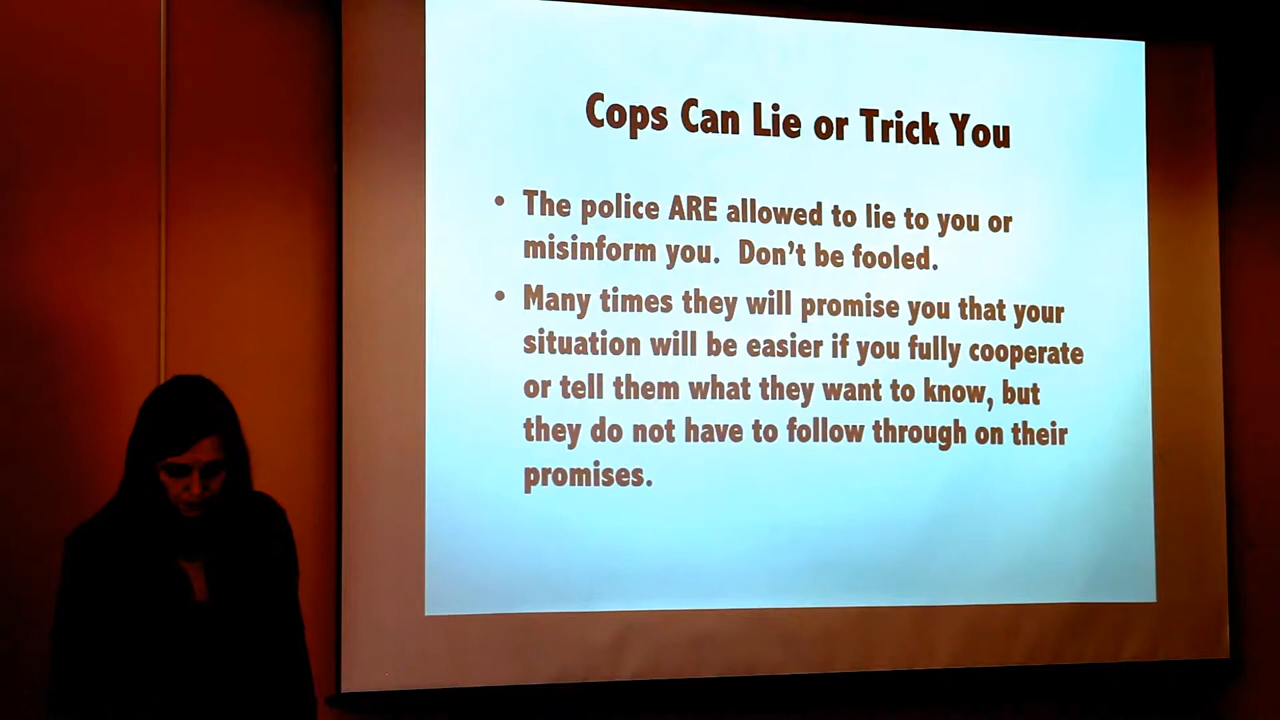 Cops Can Lie or Trick You
• The police ARE allowed to lie to you or
misinform you.  Don’t be fooled.
• Many times they will promise you that your
situation will be easier if you fully cooperate
or tell them what they want to know, but
they do not have to follow through on their
promises.